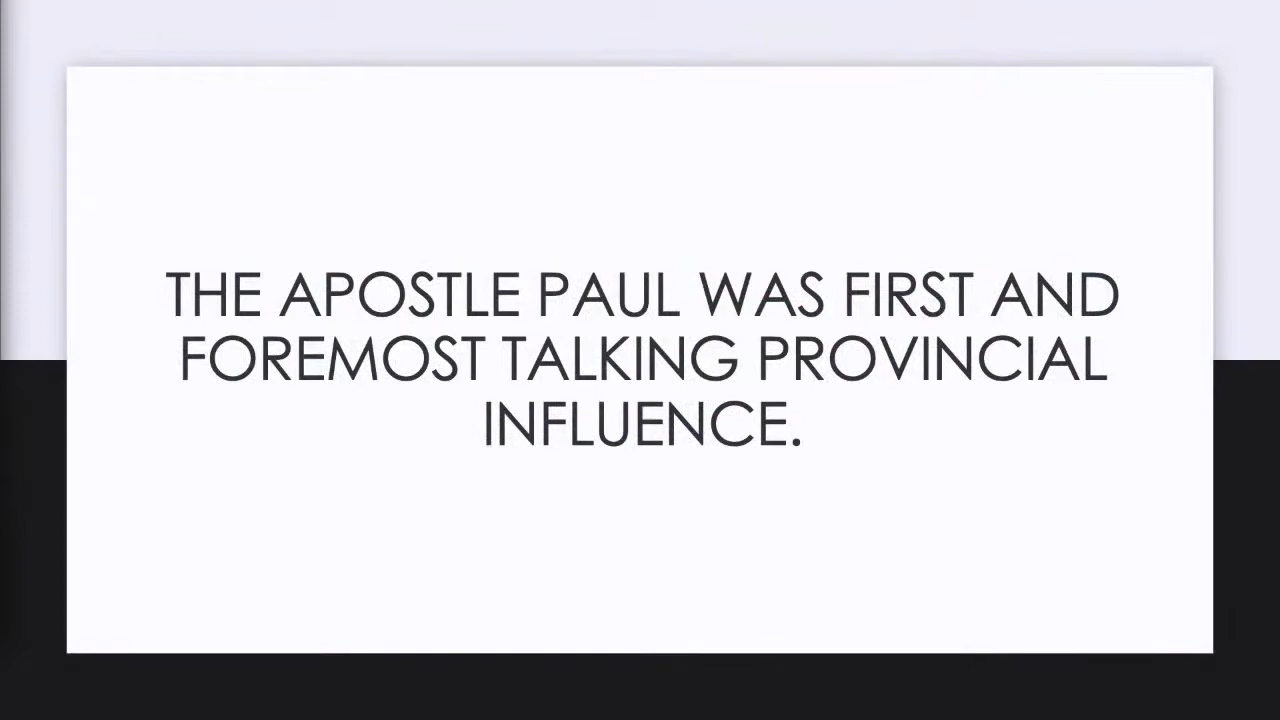 THE APOSTLE PAUL WAS FIRST AND
FOREMOST TALKING PROVINCIAL
INFLUENCE.